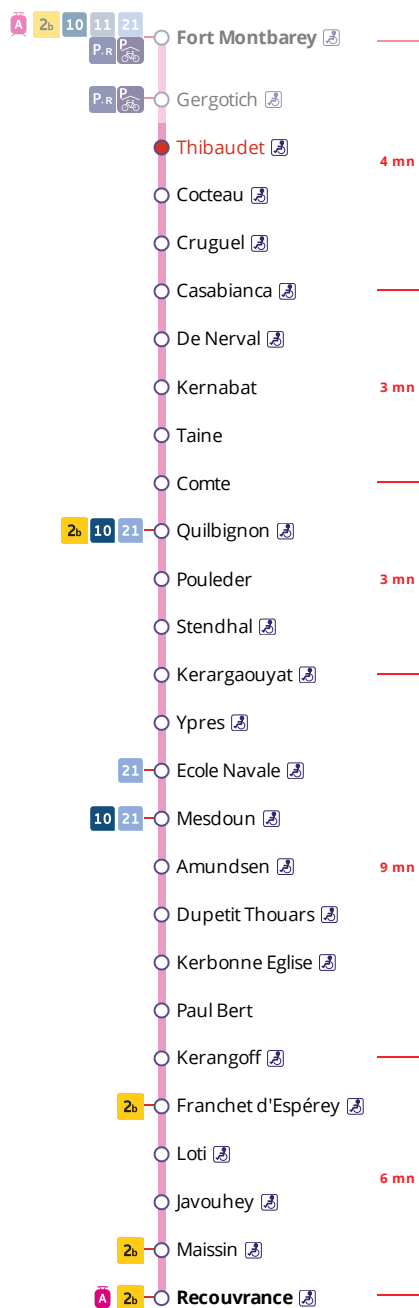 A 2b 10 11 21 Fort Montbarey
P+R P
P+R P Gergotich
Thibaudet
4 mn
Cocteau
Cruguel
Casabianca
De Nerval
Kernabat 3 mn
Taine
Comte
2b 10 21 Quilbignon
Pouleder 3 mn
Stendhal
Kerargaouyat
Ypres
21 Ecole Navale
10 21 Mesdoun
Amundsen 9 mn
Dupetit Thouars
Kerbonne Eglise
Paul Bert
Kerangoff
2b Franchet d'Espérey
Loti
6 mn
Javouhey
2b Maissin
A 2b Recouvrance